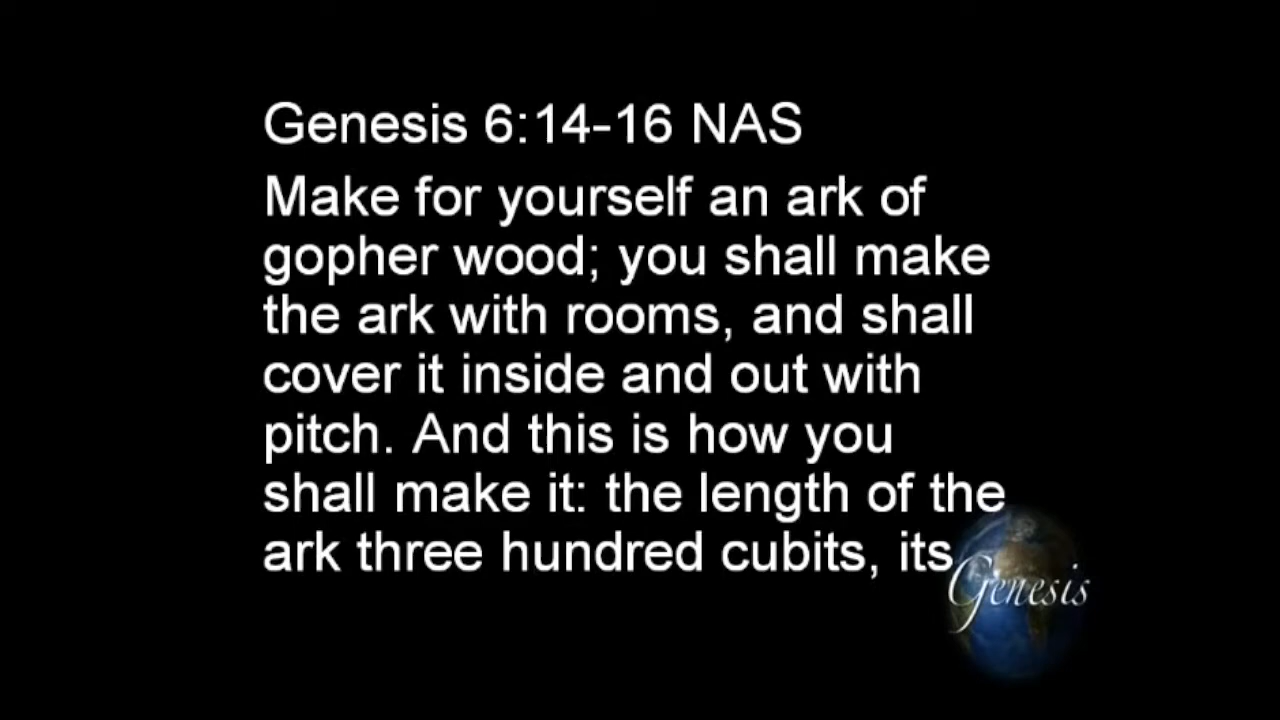 Genesis 6:14-16 NAS
Make for yourself an ark of
gopher wood; you shall make
the ark with rooms, and shall
cover it inside and out with
pitch. And this is how you
shall make it: the length of the
ark three hundred cubits, its
Genesis